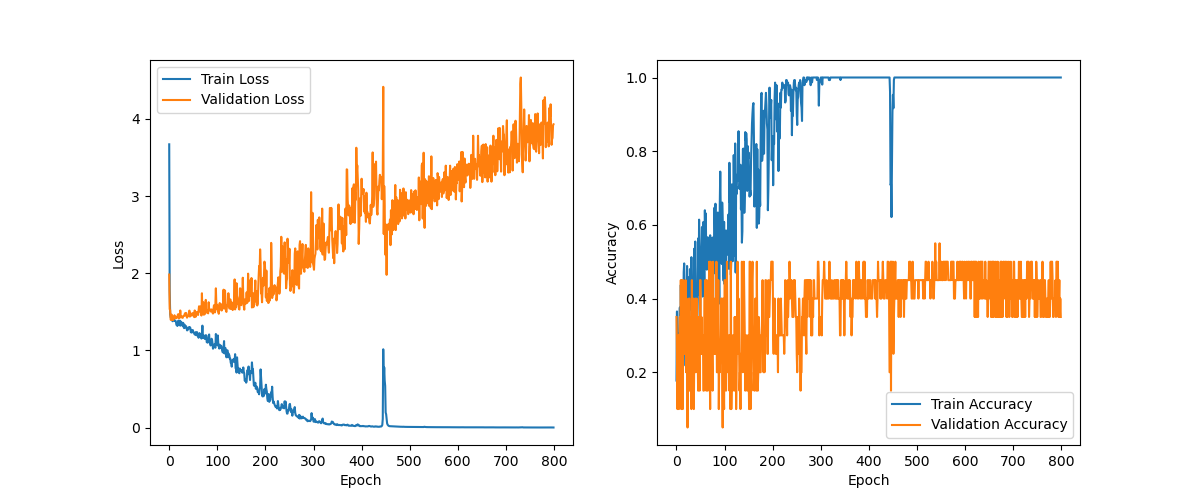 Train Loss
Validation Loss
4
3
2
1
0
Loss
0 100 200 300 400 500 600 700 800
Epoch
1.0
0.8
0.6
0.4
0.2
Accuracy
Train Accuracy
Validation Accuracy
0 100 200 300 400 500 600 700 800
Epoch